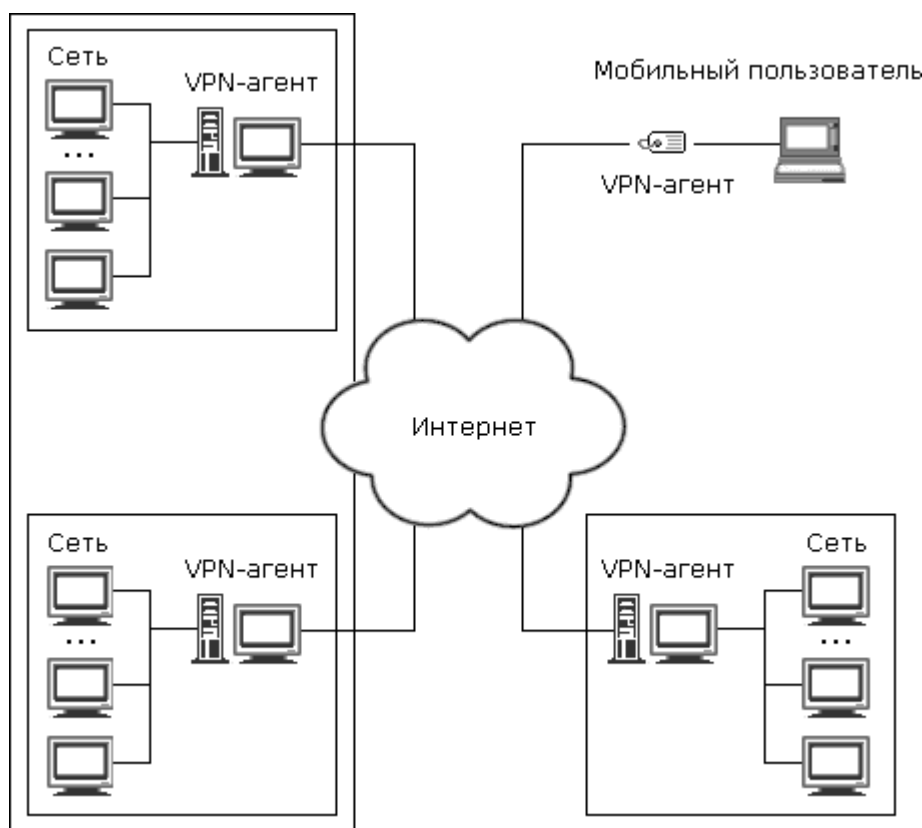 Сеть
VPN-агент
...
Мобильный пользователь
VPN-агент
Интернет
Сеть
VPN-агент
...
VPN-агент
Сеть
...